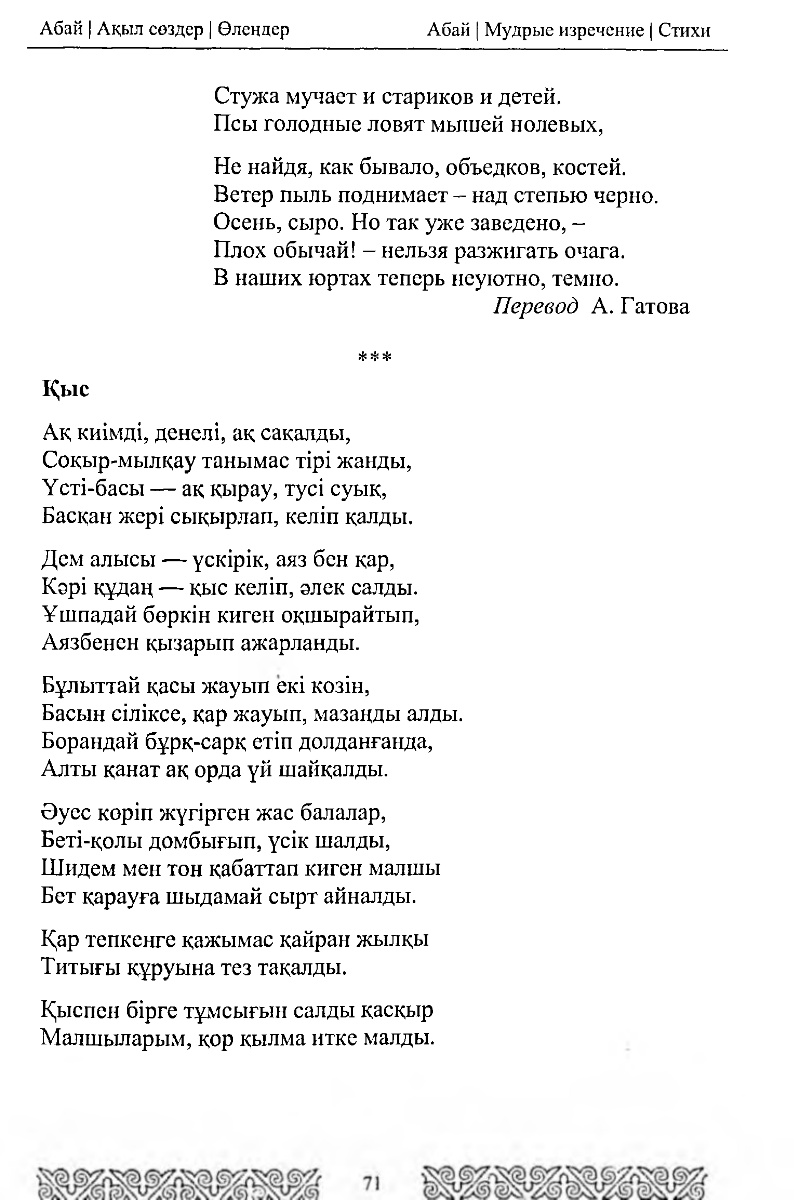 Абай | Ақыл сөздер | Өлеңдер Абай | Мудрые изречение | Стихи
Стужа мучает и стариков и детей.
Псы голодные ловят мышей полевых,
Не найдя, как бывало, объедков, костей.
Ветер пыль поднимает – над степью черно.
Осень, сыро. Но так уже заведено, –
Плох обычай! – нельзя разжигать очага.
В наших юртах теперь неуютно, темно.
Перевод А. Гатова
***
Қыс
Ақ киімді, денелі, ақ сақалды,
Соқыр-мылқау танымас тірі жанды,
Үсті-басы — ақ қырау, түсі суық,
Басқан жері сықырлап, келіп қалды.
Дем алысы — үскірік, аяз бен қар,
Кәрі құдаң — қыс келіп, әлек салды.
Ұшпадай бөркін киген оқшырайтып,
Аязбенен қызарып ажарланды.
Бұлыттай қасы жауып екі козін,
Басын сіліксе, қар жауып, мазаңды алды.
Борандай бұрқ-сарқ етіп долданғанда,
Алты қанат ақ орда үй шайқалды.
Әуес көріп жүгірген жас балалар,
Беті-қолы домбығып, үсік шалды,
Шидем мен тон қабаттап киген малшы
Бет қарауға шыдамай сырт айналды.
Қар тепкенге қажымас қайран жылқы
Титығы құруына тез тақалды.
Қыспен бірге тұмсығын салды қасқыр
Малшыларым, қор қылма итке малды.
71